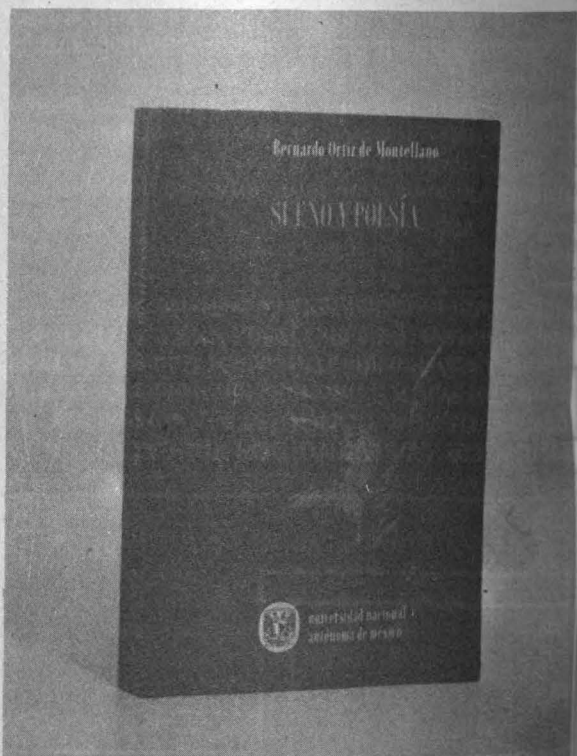 Bernardo Ortiz de Montellano
SUEÑO Y POESÍA
universidad nacional
autónoma de méxico